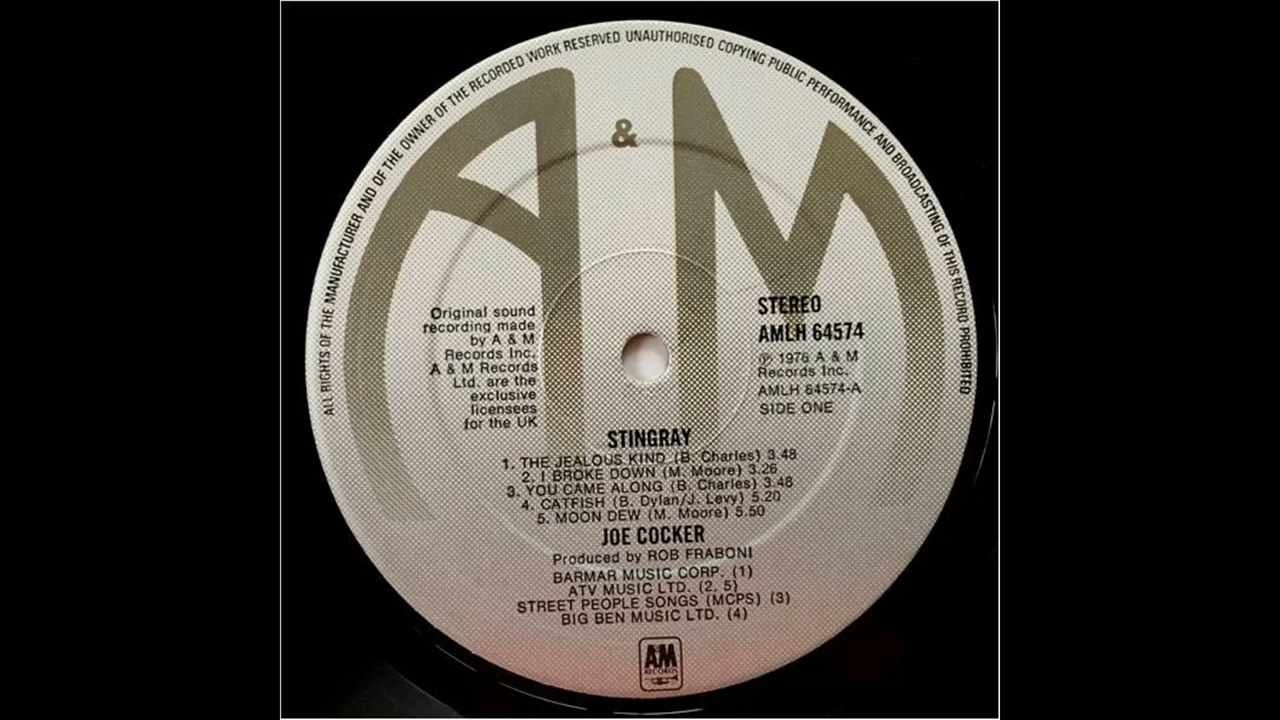 ALL RIGHTS OF THE MANUFACTURER AND OF THE OWNER OF THE RECORDED WORK RESERVED UNAUTHORISED COPYING PUBLIC PERFORMANCE AND BROADCASTING OF THIS RECORD PROHIBITED
A & M
Original sound
recording made
by A & M
Records Inc.
A & M Records
Ltd. are the
exclusive
licensees
for the UK
STEREO
AMLH 64574
℗ 1976 A & M
Records Inc.
AMLH 64574-A
SIDE ONE
STINGRAY
1. THE JEALOUS KIND (B. Charles) 3.48
2. I BROKE DOWN (M. Moore) 3.26
3. YOU CAME ALONG (B. Charles) 3.48
4. CATFISH (B. Dylan/J. Levy) 5.20
5. MOON DEW (M. Moore) 5.50
JOE COCKER
Produced by ROB FRABONI
BARMAR MUSIC CORP. (1)
ATV MUSIC LTD. (2, 5)
STREET PEOPLE SONGS (MCPS) (3)
BIG BEN MUSIC LTD. (4)
AM
RECORDS